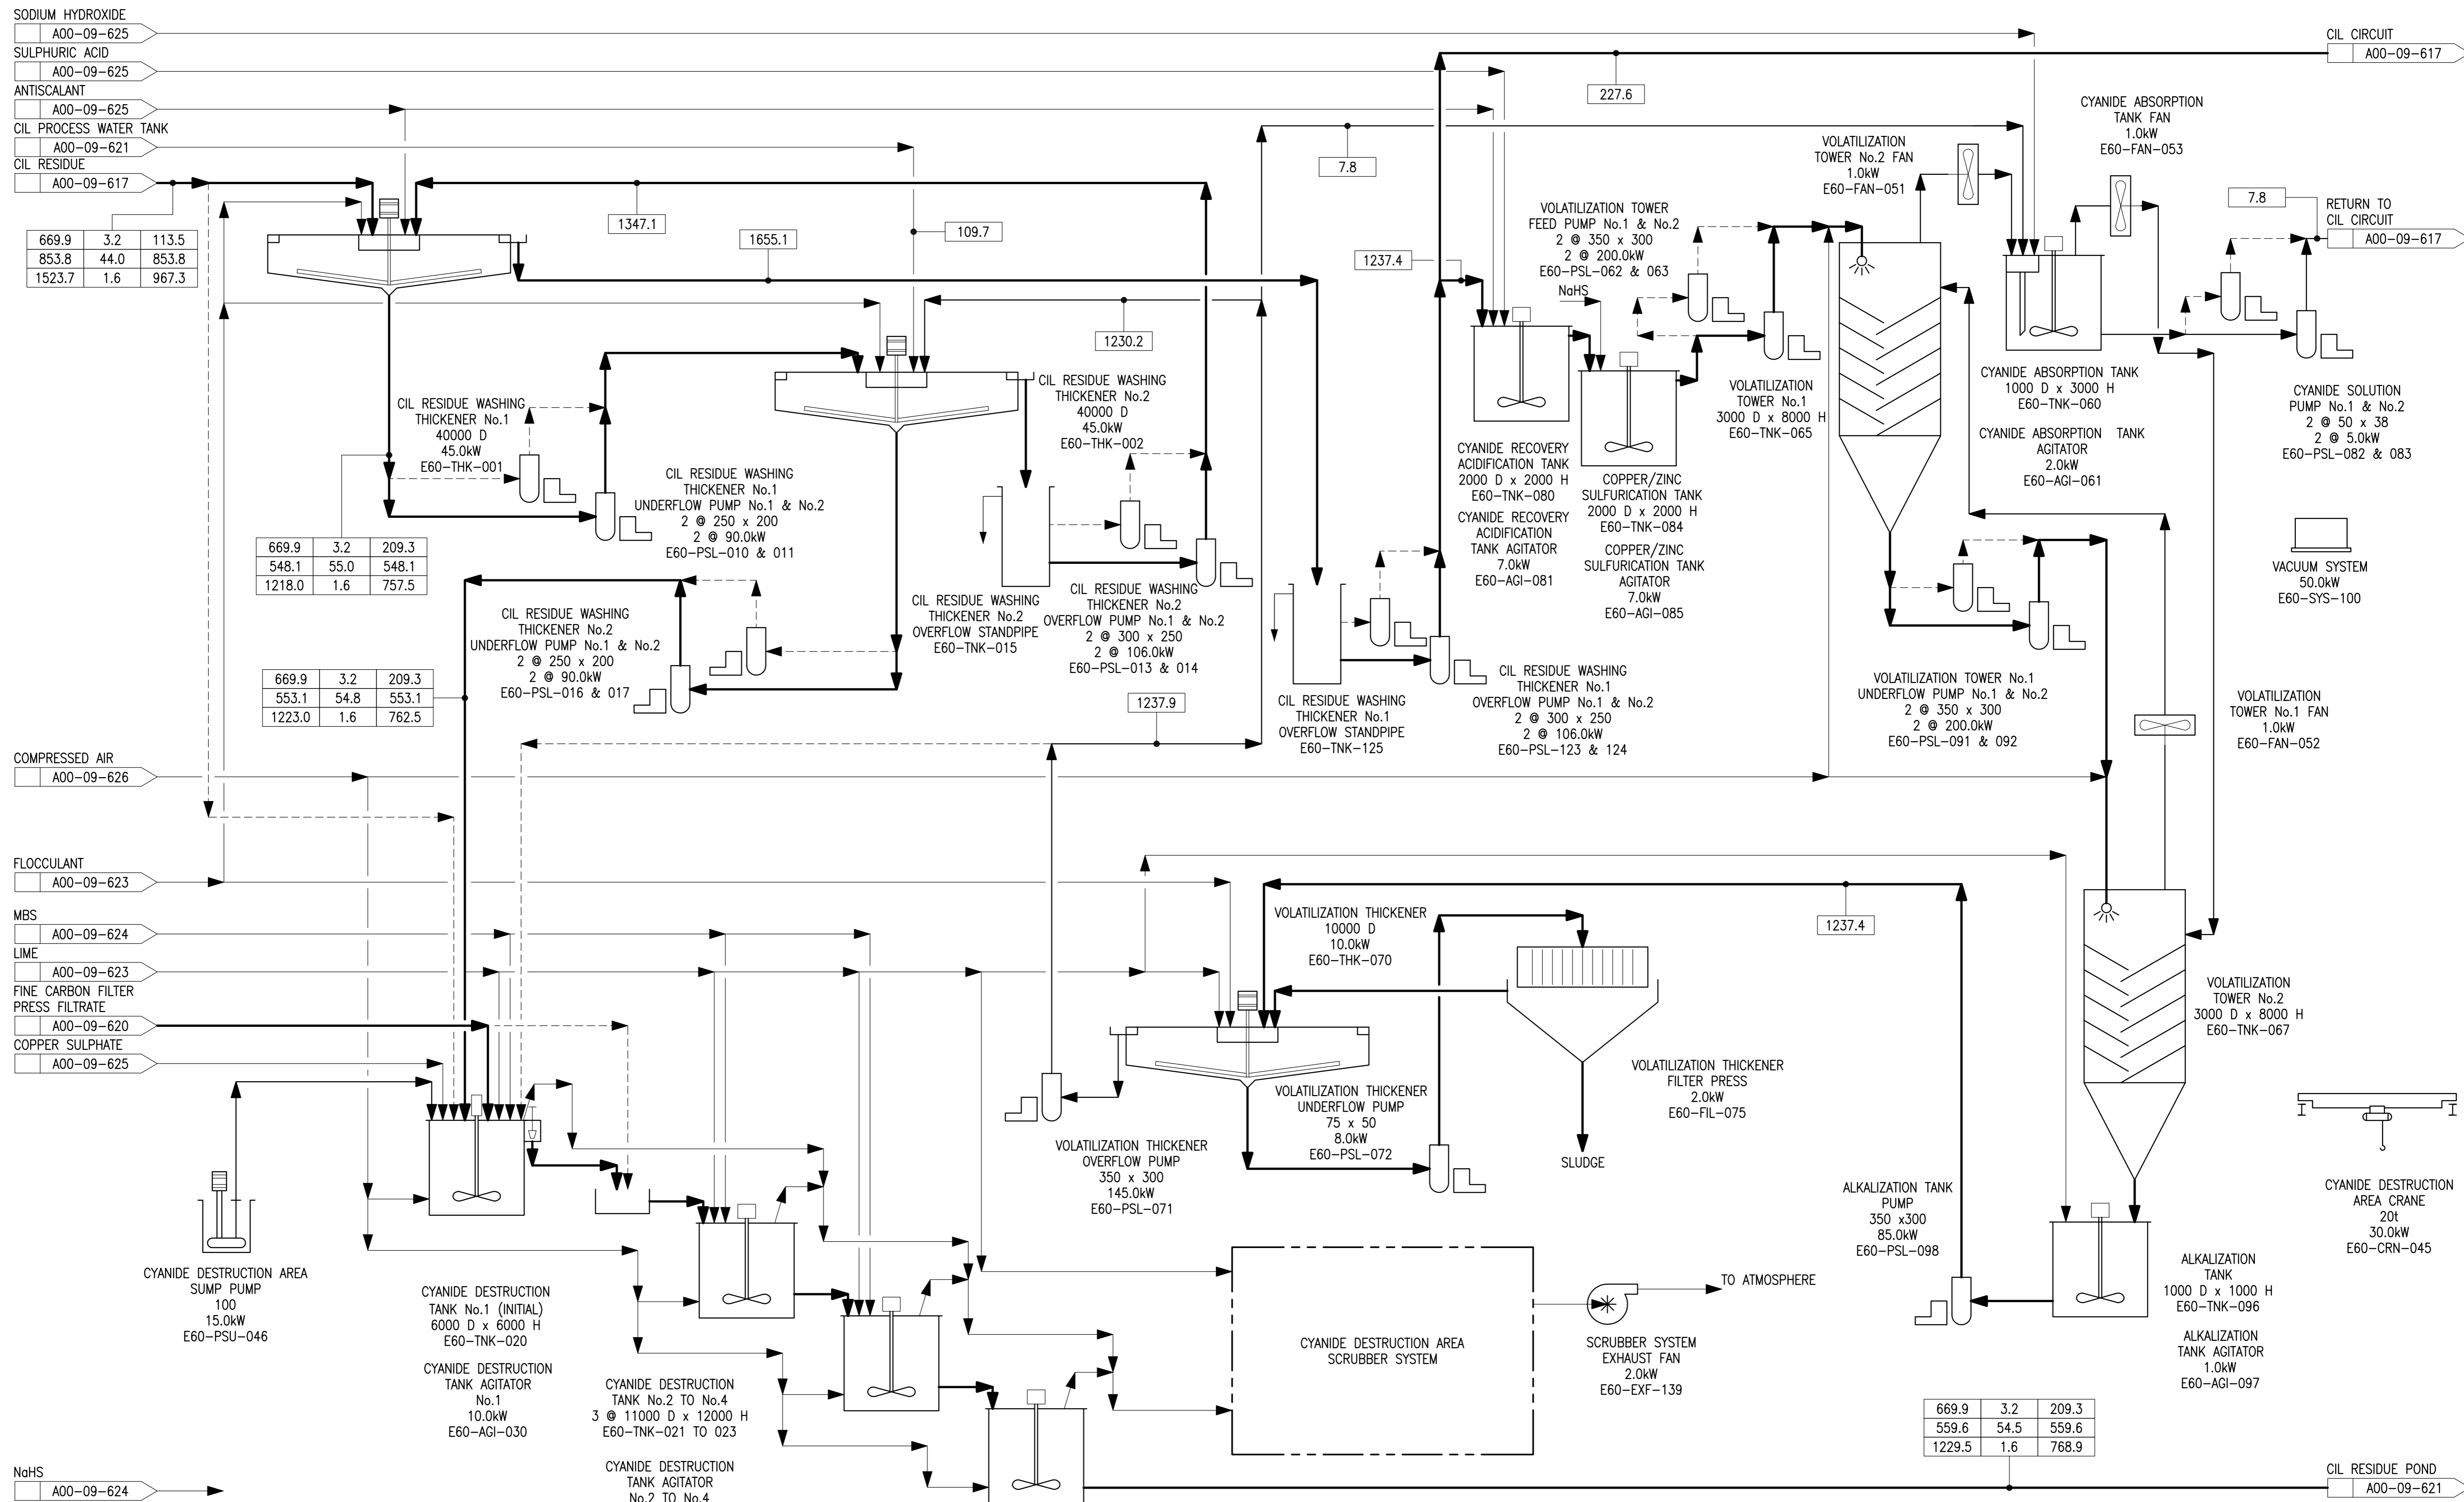 SODIUM HYDROXIDE
A00-09-625
SULPHURIC ACID
A00-09-625
ANTISCALANT
A00-09-625
CIL PROCESS WATER TANK
A00-09-621
CIL RESIDUE
A00-09-617
669.9 3.2 113.5
853.8 44.0 853.8
1523.7 1.6 967.3
1347.1
1655.1
109.7
1230.2
7.8
227.6
1237.4
CIL CIRCUIT
A00-09-617
CYANIDE ABSORPTION
TANK FAN
1.0kW
E60-FAN-053
VOLATILIZATION
TOWER No.2 FAN
1.0kW
E60-FAN-051
7.8
RETURN TO
CIL CIRCUIT
A00-09-617
VOLATILIZATION TOWER
FEED PUMP No.1 & No.2
2 @ 350 x 300
2 @ 200.0kW
E60-PSL-062 & 063
NaHS
CIL RESIDUE WASHING
THICKENER No.1
40000 D
45.0kW
E60-THK-001
CIL RESIDUE WASHING
THICKENER No.2
40000 D
45.0kW
E60-THK-002
VOLATILIZATION
TOWER No.1
3000 D x 8000 H
E60-TNK-065
CYANIDE ABSORPTION TANK
1000 D x 3000 H
E60-TNK-060
CYANIDE ABSORPTION TANK
AGITATOR
2.0kW
E60-AGI-061
CYANIDE SOLUTION
PUMP No.1 & No.2
2 @ 50 x 38
2 @ 5.0kW
E60-PSL-082 & 083
CIL RESIDUE WASHING
THICKENER No.1
UNDERFLOW PUMP No.1 & No.2
2 @ 250 x 200
2 @ 90.0kW
E60-PSL-010 & 011
CYANIDE RECOVERY
ACIDIFICATION TANK
2000 D x 2000 H
E60-TNK-080
CYANIDE RECOVERY
ACIDIFICATION
TANK AGITATOR
7.0kW
E60-AGI-081
COPPER/ZINC
SULFURICATION TANK
2000 D x 2000 H
E60-TNK-084
COPPER/ZINC
SULFURICATION TANK
AGITATOR
7.0kW
E60-AGI-085
VACUUM SYSTEM
50.0kW
E60-SYS-100
669.9 3.2 209.3
548.1 55.0 548.1
1218.0 1.6 757.5
CIL RESIDUE WASHING
THICKENER No.2
UNDERFLOW PUMP No.1 & No.2
2 @ 250 x 200
2 @ 90.0kW
E60-PSL-016 & 017
CIL RESIDUE WASHING
THICKENER No.2
OVERFLOW STANDPIPE
E60-TNK-015
CIL RESIDUE WASHING
THICKENER No.2
OVERFLOW PUMP No.1 & No.2
2 @ 300 x 250
2 @ 106.0kW
E60-PSL-013 & 014
669.9 3.2 209.3
553.1 54.8 553.1
1223.0 1.6 762.5
1237.9
CIL RESIDUE WASHING
THICKENER No.1
OVERFLOW STANDPIPE
E60-TNK-125
CIL RESIDUE WASHING
THICKENER No.1
OVERFLOW PUMP No.1 & No.2
2 @ 300 x 250
2 @ 106.0kW
E60-PSL-123 & 124
VOLATILIZATION TOWER No.1
UNDERFLOW PUMP No.1 & No.2
2 @ 350 x 300
2 @ 200.0kW
E60-PSL-091 & 092
VOLATILIZATION
TOWER No.1 FAN
1.0kW
E60-FAN-052
COMPRESSED AIR
A00-09-626
FLOCCULANT
A00-09-623
MBS
A00-09-624
LIME
A00-09-623
FINE CARBON FILTER
PRESS FILTRATE
A00-09-620
COPPER SULPHATE
A00-09-625
VOLATILIZATION THICKENER
10000 D
10.0kW
E60-THK-070
1237.4
VOLATILIZATION
TOWER No.2
3000 D x 8000 H
E60-TNK-067
VOLATILIZATION THICKENER
FILTER PRESS
2.0kW
E60-FIL-075
VOLATILIZATION THICKENER
UNDERFLOW PUMP
75 x 50
8.0kW
E60-PSL-072
VOLATILIZATION THICKENER
OVERFLOW PUMP
350 x 300
145.0kW
E60-PSL-071
SLUDGE
ALKALIZATION TANK
PUMP
350 x300
85.0kW
E60-PSL-098
CYANIDE DESTRUCTION
AREA CRANE
20t
30.0kW
E60-CRN-045
ALKALIZATION
TANK
1000 D x 1000 H
E60-TNK-096
ALKALIZATION
TANK AGITATOR
1.0kW
E60-AGI-097
CYANIDE DESTRUCTION AREA
SUMP PUMP
100
15.0kW
E60-PSU-046
CYANIDE DESTRUCTION
TANK No.1 (INITIAL)
6000 D x 6000 H
E60-TNK-020
CYANIDE DESTRUCTION
TANK AGITATOR
No.1
10.0kW
E60-AGI-030
CYANIDE DESTRUCTION
TANK No.2 TO No.4
3 @ 11000 D x 12000 H
E60-TNK-021 TO 023
CYANIDE DESTRUCTION
TANK AGITATOR
No.2 TO No.4
CYANIDE DESTRUCTION AREA
SCRUBBER SYSTEM
TO ATMOSPHERE
SCRUBBER SYSTEM
EXHAUST FAN
2.0kW
E60-EXF-139
669.9 3.2 209.3
559.6 54.5 559.6
1229.5 1.6 768.9
NaHS
A00-09-624
CIL RESIDUE POND
A00-09-621